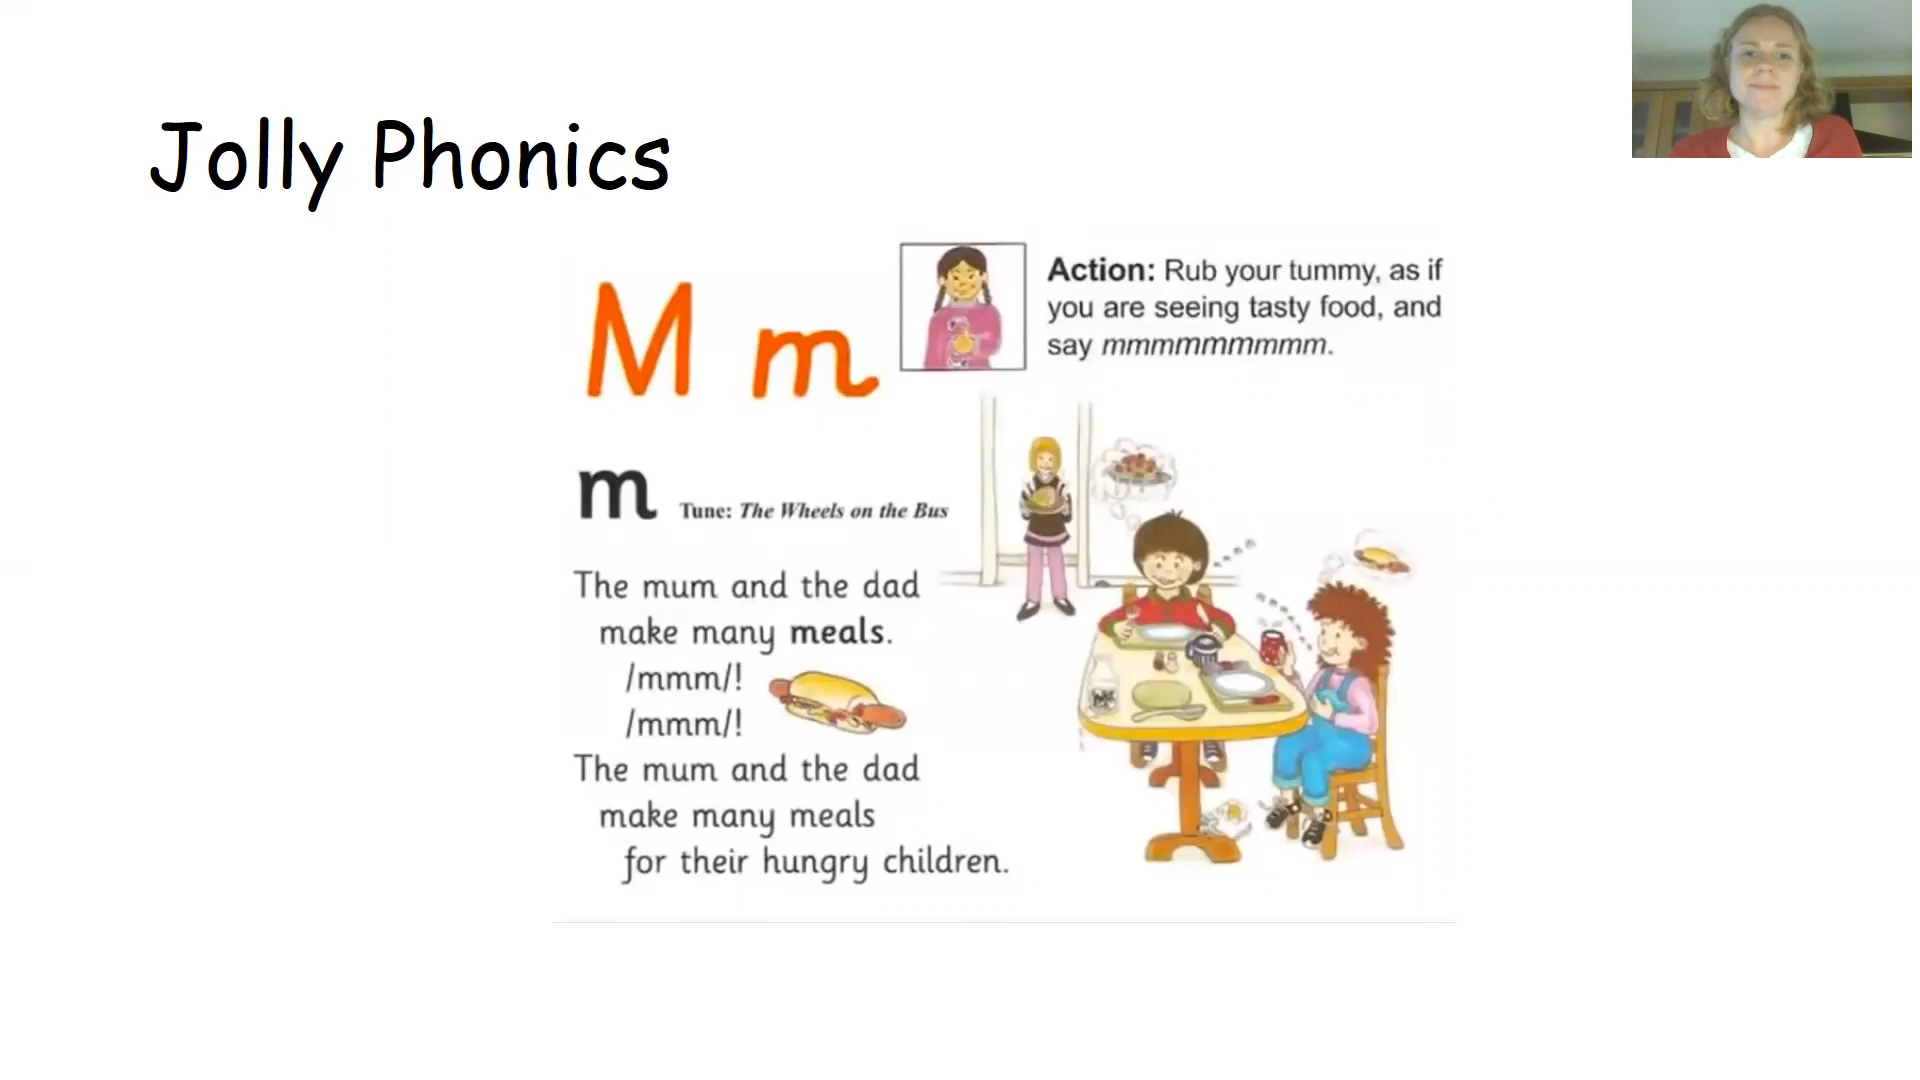 Jolly Phonics
M m
Action: Rub your tummy, as if
you are seeing tasty food, and
say mmmmmmmmm.
m Tune: The Wheels on the Bus
The mum and the dad
make many meals.
/mmm/!
/mmm/!
The mum and the dad
make many meals
for their hungry children.